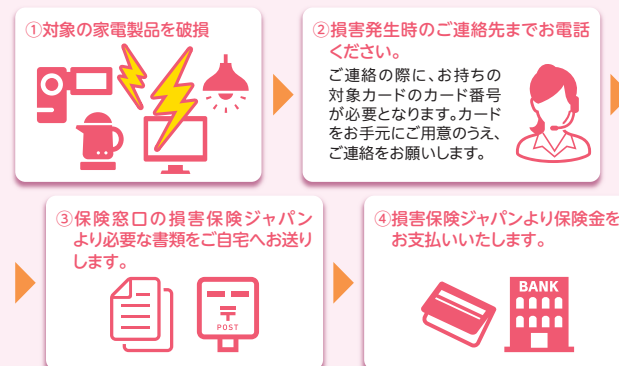 ①対象の家電製品を破損
②損害発生時のご連絡先までお電話
ください。
ご連絡の際に、お持ちの
対象カードのカード番号
が必要となります。カード
をお手元にご用意のうえ、
ご連絡をお願いします。
③保険窓口の損害保険ジャパン
より必要な書類をご自宅へお送り
します。
〒
POST
④損害保険ジャパンより保険金を
お支払いいたします。
BANK